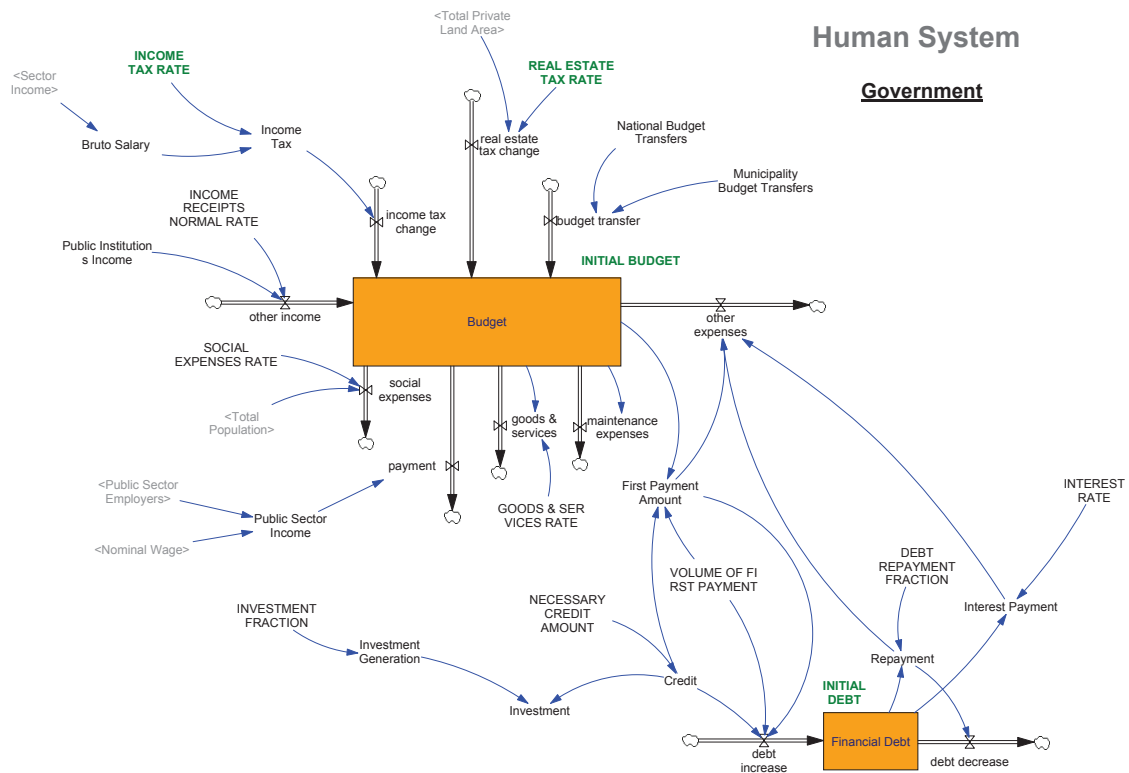 <Total Private
Land Area>
Human System
Government
INCOME
TAX RATE
REAL ESTATE
TAX RATE
<Sector
Income>
Bruto Salary
Income
Tax
real estate
tax change
National Budget
Transfers
Municipality
Budget Transfers
INCOME
RECEIPTS
NORMAL RATE
income tax
change
budget transfer
Public Institution
s Income
INITIAL BUDGET
other income
Budget
other
expenses
SOCIAL
EXPENSES RATE
social
expenses
<Total
Population>
goods &
services
maintenance
expenses
payment
<Public Sector
Employers>
Public Sector
Income
<Nominal Wage>
GOODS & SER
VICES RATE
First Payment
Amount
INTEREST
RATE
VOLUME OF FI
RST PAYMENT
DEBT
REPAYMENT
FRACTION
Interest Payment
INVESTMENT
FRACTION
NECESSARY
CREDIT
AMOUNT
Investment
Generation
Repayment
Credit
Investment
INITIAL
DEBT
Financial Debt
debt
increase
debt decrease